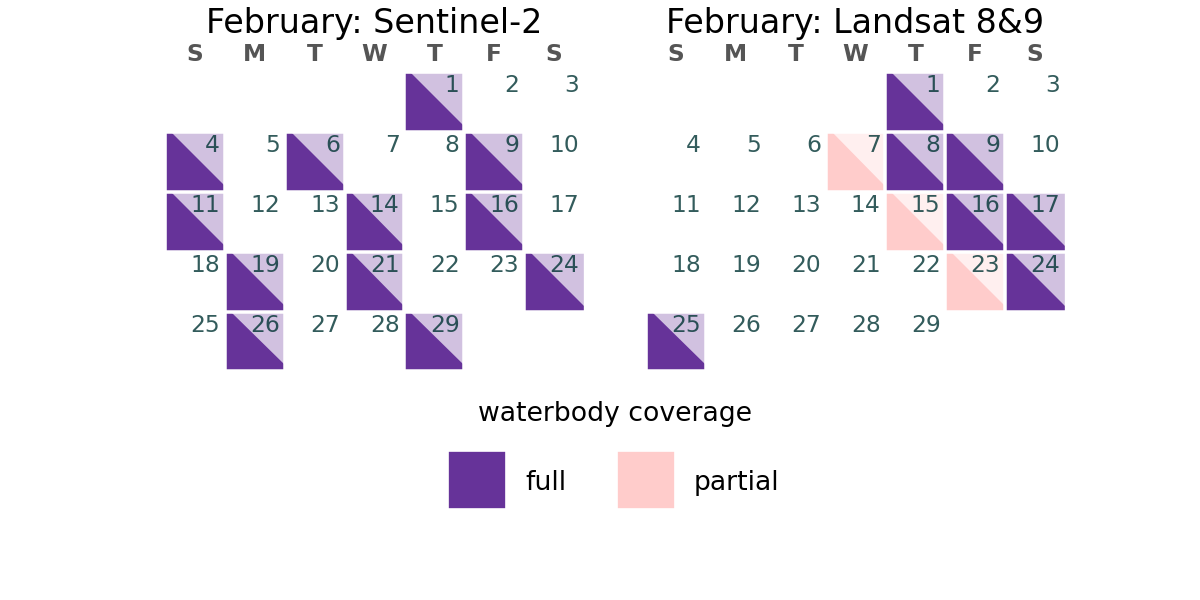 February: Sentinel-2
S M T W T F S
1 2 3
4 5 6 7 8 9 10
11 12 13 14 15 16 17
18 19 20 21 22 23 24
25 26 27 28 29
February: Landsat 8&9
S M T W T F S
1 2 3
4 5 6 7 8 9 10
11 12 13 14 15 16 17
18 19 20 21 22 23 24
25 26 27 28 29
waterbody coverage
full partial